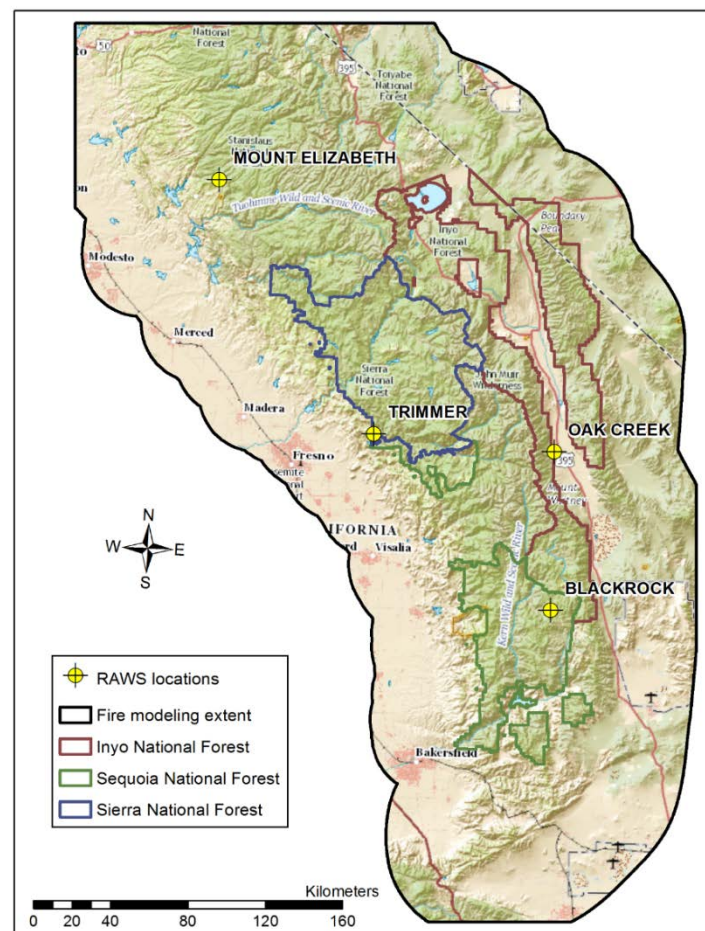 National
Forest
50
395
Toiyabe
National
Forest
Stanislaus
MOUNT ELIZABETH
Tuolumne Wild and Scenic River
Boundary
Peak
Inyo
National
Forest
Modesto
Merced
Sierra
National
Forest
John Muir
Wilderness
Madera
TRIMMER
OAK CREEK
395
Fresno
Mount
Whitney
IFORNIA
Visalia
N
W
E
S
Kern Wild and Scenic River
BLACKROCK
Bakersfield
RAWS locations
Fire modeling extent
Inyo National Forest
Sequoia National Forest
Sierra National Forest
Kilometers
0 20 40 80 120 160